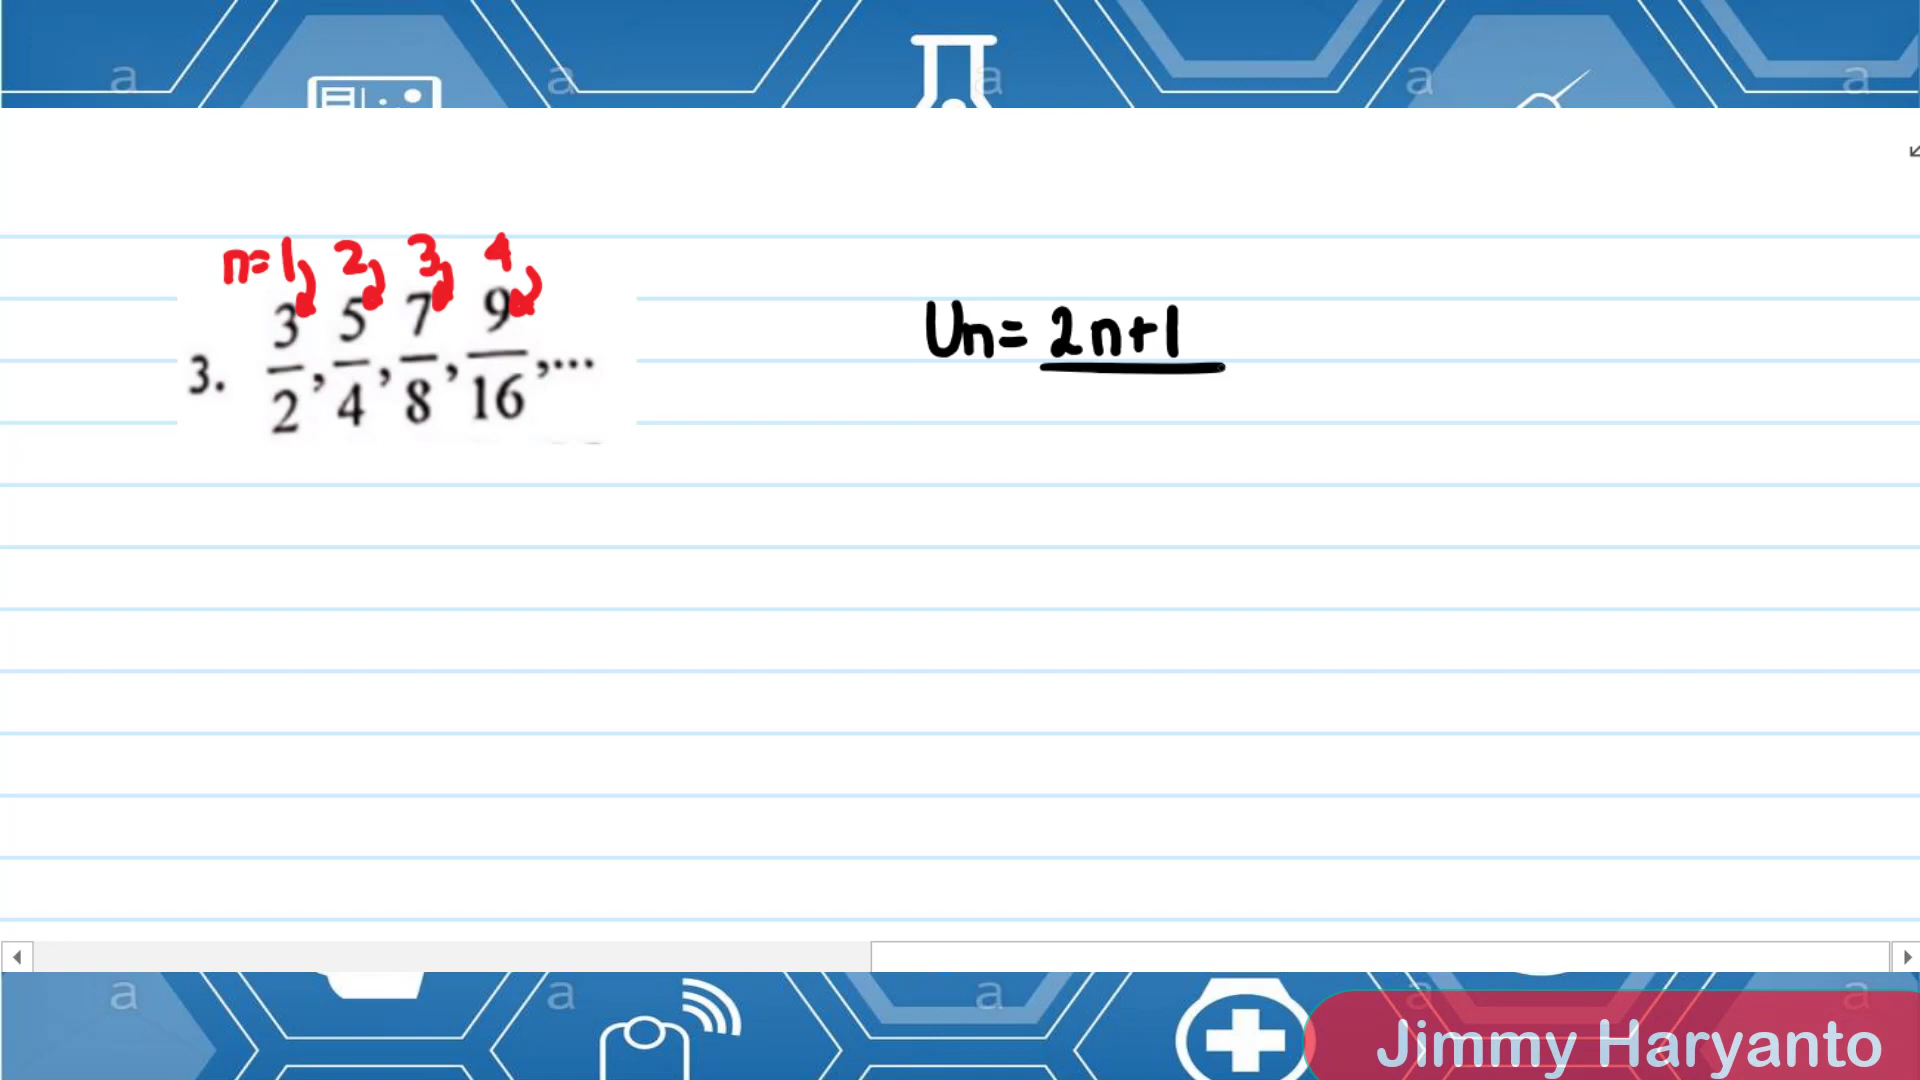 a a a a a
n=1 2 3 4
3. 3/2, 5/4, 7/8, 9/16, ...
Un= 2n+1
a a a a a
Jimmy Haryanto